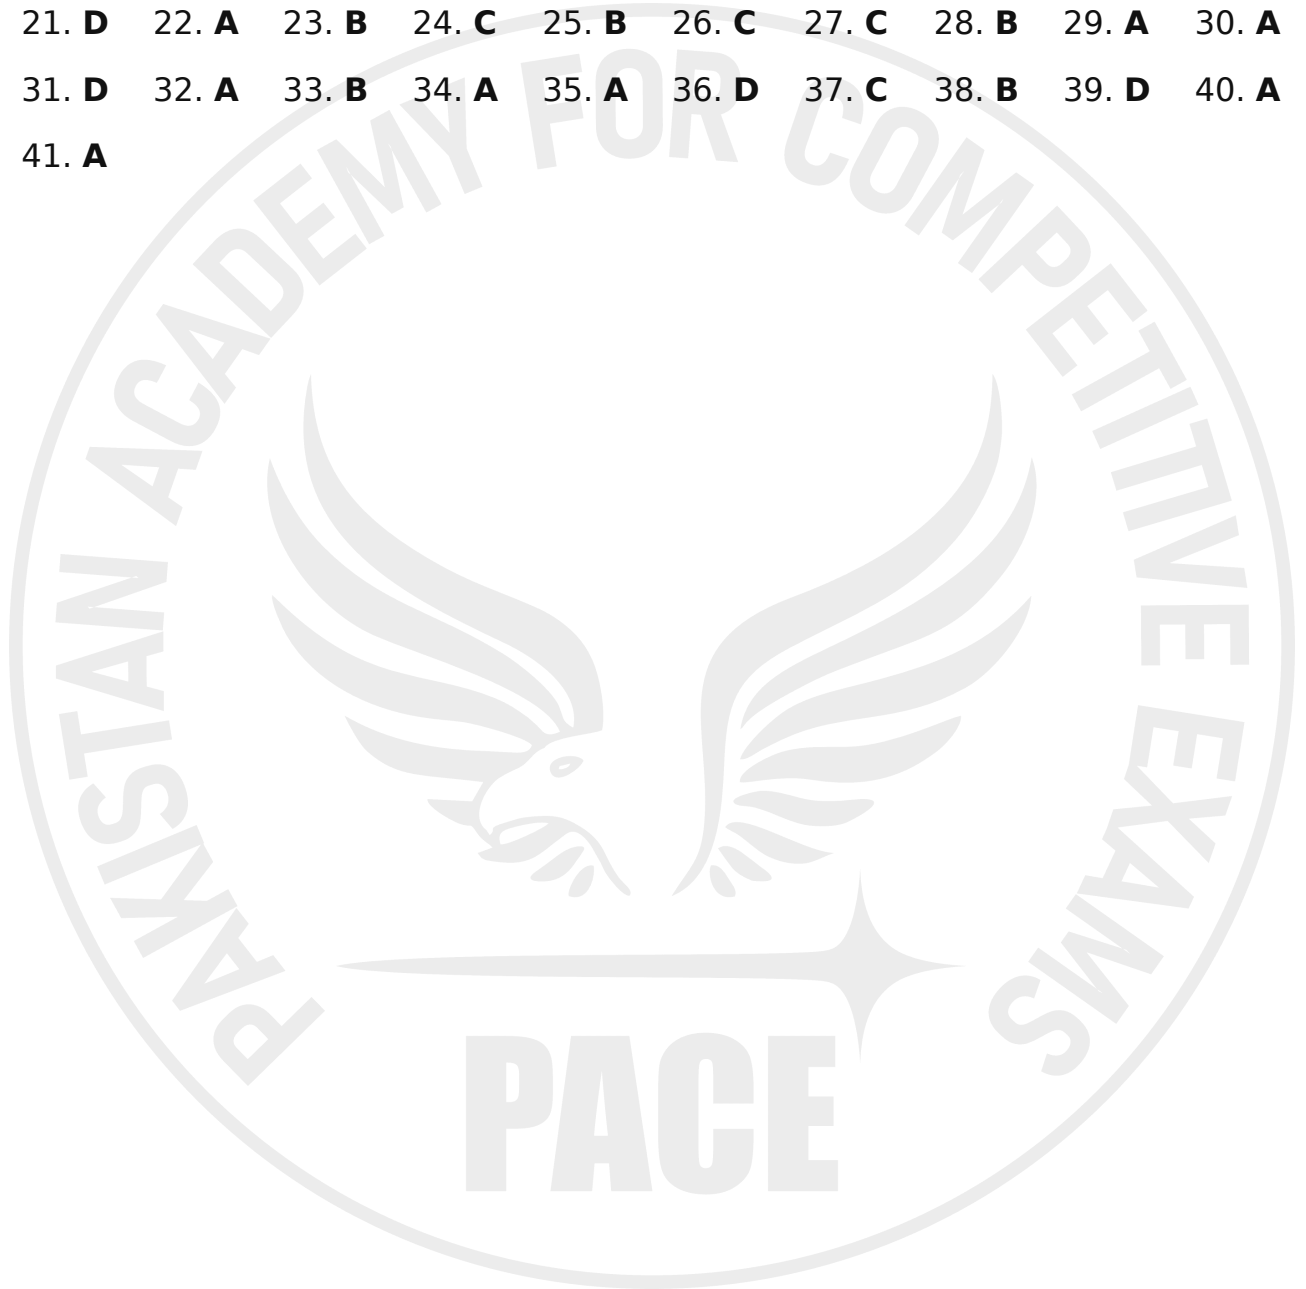 21. D 22. A 23. B 24. C 25. B 26. C 27. C 28. B 29. A 30. A
31. D 32. A 33. B 34. A 35. A 36. D 37. C 38. B 39. D 40. A
41. A
PAKISTAN ACADEMY FOR COMPETITIVE EXAMS
PACE